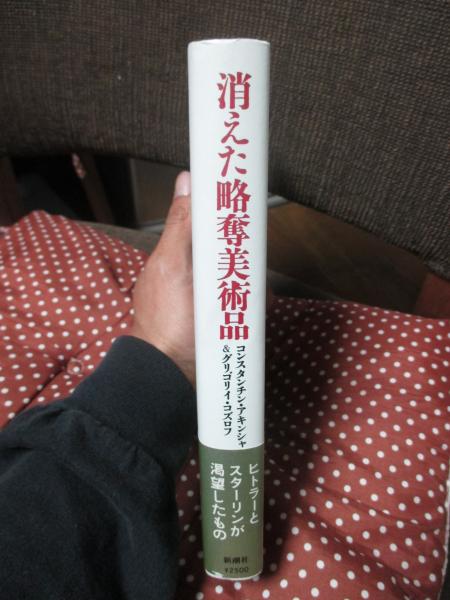 消えた略奪美術品
コンスタンチン・アキンシャ
&グリゴリイ・コズロフ
ヒトラーと
スターリンが
渇望したもの
新潮社
¥2500